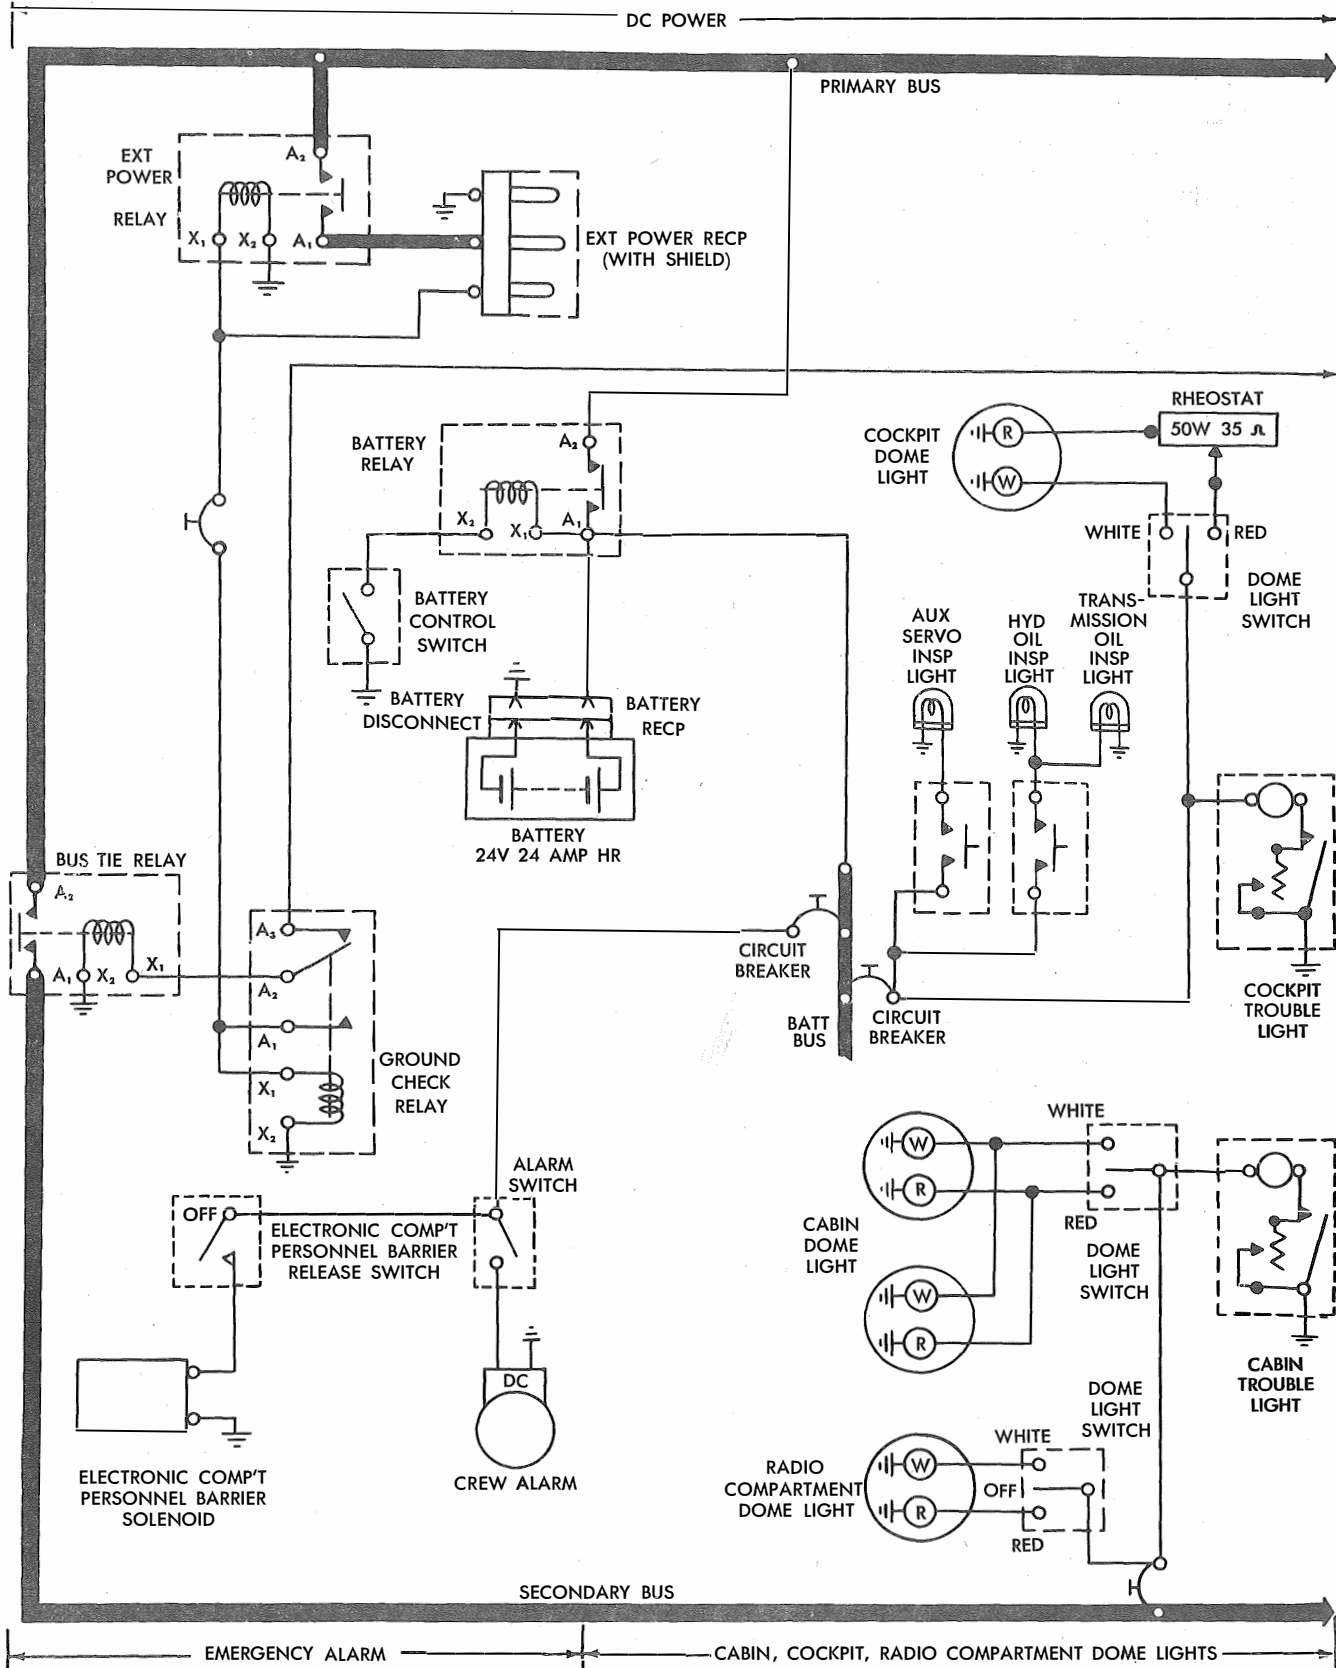 DC POWER
PRIMARY BUS
EXT
POWER
RELAY
A₂
X₁ X₂ A₁
EXT POWER RECP
(WITH SHIELD)
BATTERY
RELAY
A₂
X₂ X₁ A₁
BATTERY
CONTROL
SWITCH
BATTERY
DISCONNECT
BATTERY
RECP
BATTERY
24V 24 AMP HR
COCKPIT
DOME
LIGHT
R
W
RHEOSTAT
50W 35 Ω
WHITE
RED
DOME
LIGHT
SWITCH
AUX
SERVO
INSP
LIGHT
HYD
OIL
INSP
LIGHT
TRANS-
MISSION
OIL
INSP
LIGHT
COCKPIT
TROUBLE
LIGHT
BUS TIE RELAY
A₂
A₁ X₂ X₁
A₃
A₂
A₁
X₁
X₂
GROUND
CHECK
RELAY
CIRCUIT
BREAKER
BATT
BUS
CIRCUIT
BREAKER
ALARM
SWITCH
OFF
ELECTRONIC COMP'T
PERSONNEL BARRIER
RELEASE SWITCH
DC
CREW ALARM
ELECTRONIC COMP'T
PERSONNEL BARRIER
SOLENOID
WHITE
W
R
RED
CABIN
DOME
LIGHT
W
R
DOME
LIGHT
SWITCH
CABIN
TROUBLE
LIGHT
DOME
LIGHT
SWITCH
WHITE
RADIO
COMPARTMENT
DOME LIGHT
W
R
OFF
RED
SECONDARY BUS
EMERGENCY ALARM
CABIN, COCKPIT, RADIO COMPARTMENT DOME LIGHTS